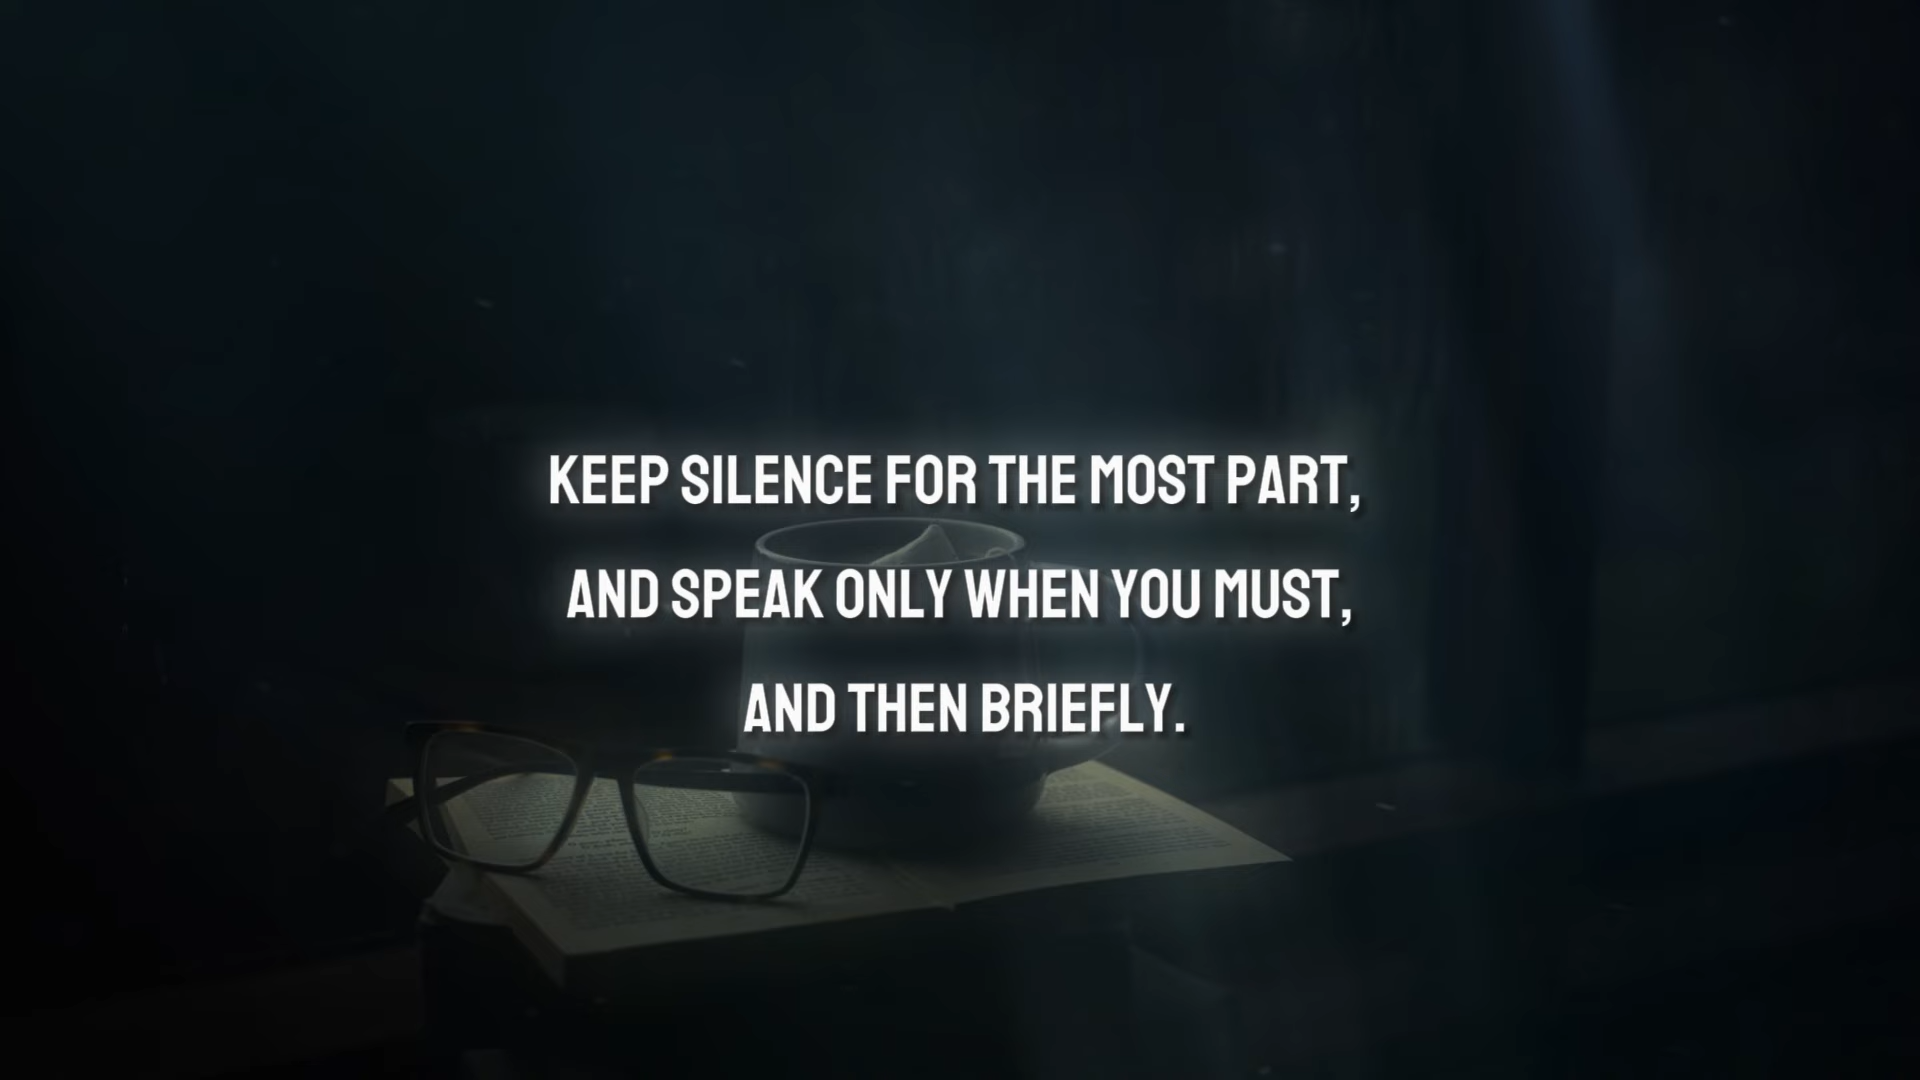 KEEP SILENCE FOR THE MOST PART,
AND SPEAK ONLY WHEN YOU MUST,
AND THEN BRIEFLY.